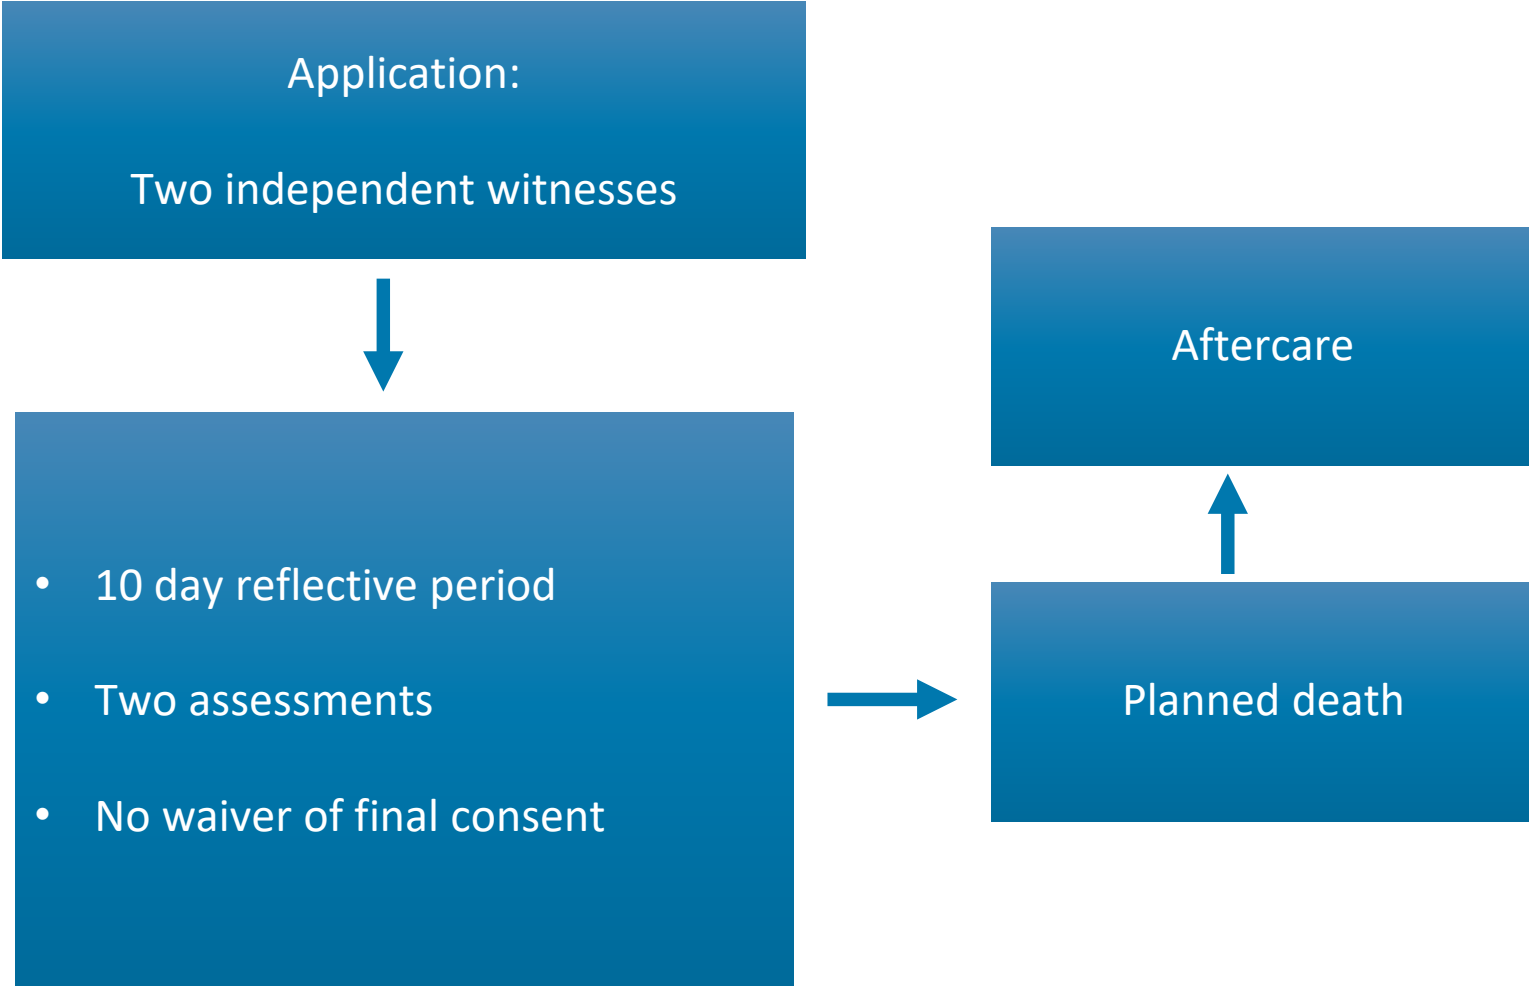 Application:
Two independent witnesses
• 10 day reflective period
• Two assessments
• No waiver of final consent
Planned death
Aftercare